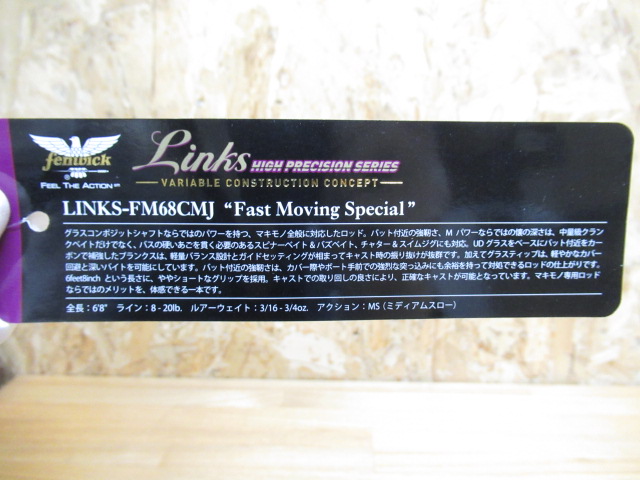 fenwick
®
FEEL THE ACTION
Links HIGH PRECISION SERIES
VARIABLE CONSTRUCTION CONCEPT
LINKS-FM68CMJ “Fast Moving Special”
グラスコンポジットシャフトならではのパワーを持つ、マキモノ全般に対応したロッド。バット付近の強靭さ、M パワーならではの懐の深さは、中量級クラン
クベイトだけでなく、バスの硬いあごを貫く必要のあるスピナーベイト&バズベイト、チャター&スイムジグにも対応。UD グラスをベースにバット付近をカーボ
ンで補強したブランクスは、軽量バランス設計とガイドセッティングが相まってキャスト時の振り抜けが抜群です。加えてグラスティップは、軽やかなカバー
回避と深いバイトを可能にしています。バット付近の強靭さは、カバー際やボート手前での強烈な突っ込みにも余裕を持って対処できるロッドの仕上がりです。
6feet8inch という長さに、ややショートなグリップを採用。キャストでの取り回しの良さにより、正確なキャストが可能となっています。マキモノ専用ロッド
ならではのメリットを、体感できる一本です。
全長：6'8" ライン：8 - 20lb. ルアーウェイト：3/16 - 3/4oz. アクション：MS（ミディアムスロー）